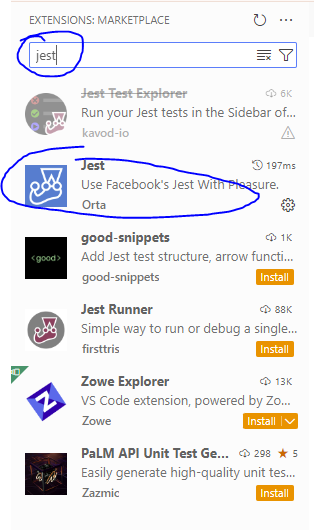 EXTENSIONS: MARKETPLACE
jest
Jest Test Explorer 6K
Run your Jest tests in the Sidebar of...
kavod-io
Jest 197ms
Use Facebook's Jest With Pleasure.
Orta
<good>
good-snippets 1K
Add Jest test structure, arrow functi...
good-snippets Install
Jest Runner 88K
Simple way to run or debug a single...
firsttris Install
Zowe Explorer 13K
VS Code extension, powered by Zo...
Zowe Install
PaLM API Unit Test Ge... 298 ★ 5
Easily generate high-quality unit tes...
Zazmic Install